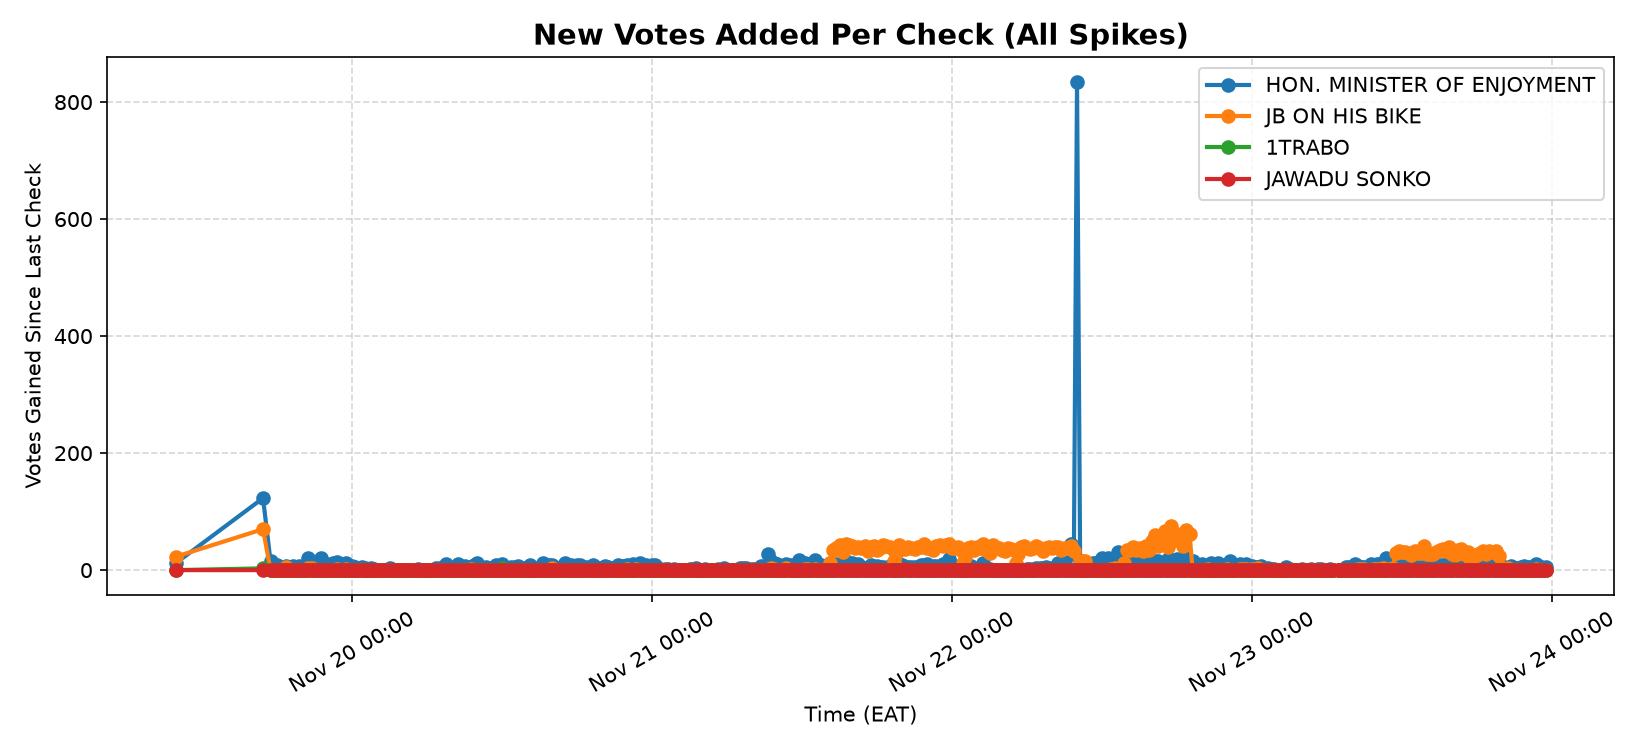 New Votes Added Per Check (All Spikes)
HON. MINISTER OF ENJOYMENT
JB ON HIS BIKE
1TRABO
JAWADU SONKO
Votes Gained Since Last Check
800
600
400
200
0
Nov 20 00:00
Nov 21 00:00
Nov 22 00:00
Nov 23 00:00
Nov 24 00:00
Time (EAT)